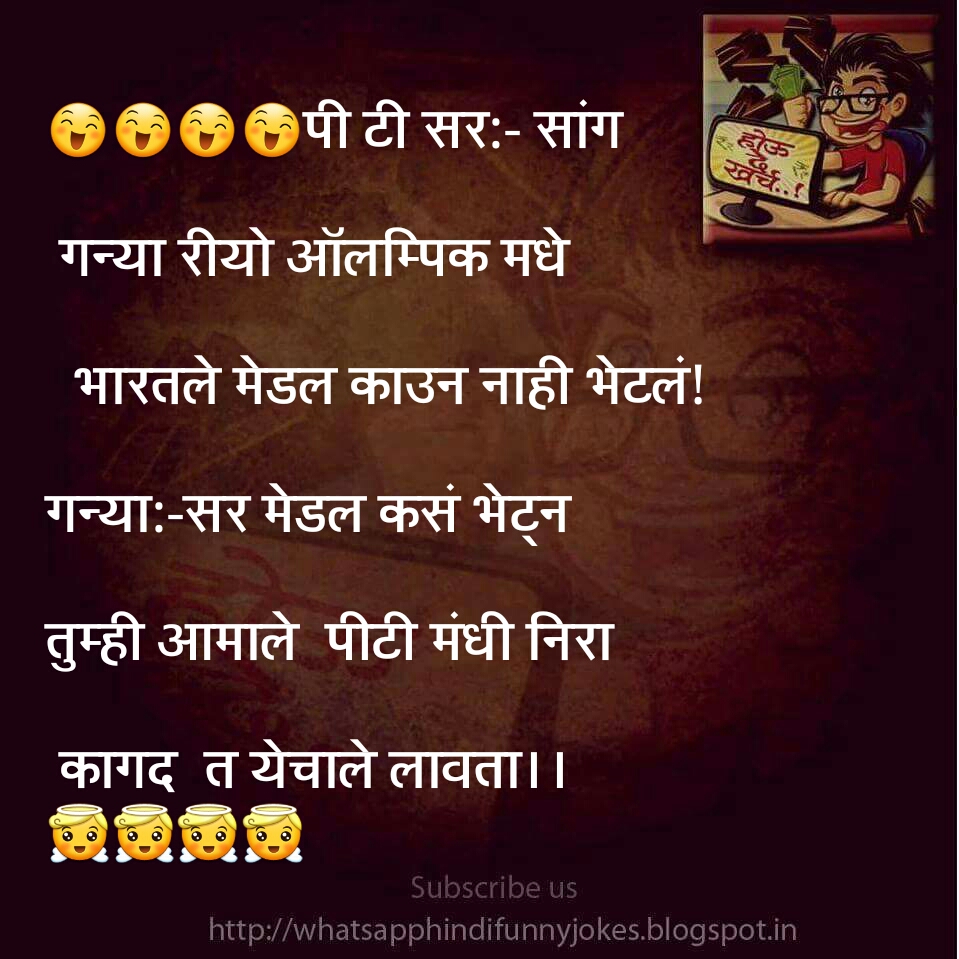 😄😄😄😄पी टी सर:- सांग
गन्या रीयो ऑलम्पिक मधे
भारतले मेडल काउन नाही भेटलं!
गन्या:-सर मेडल कसं भेट्न
तुम्ही आमाले पीटी मंधी निरा
कागद त येचाले लावता।।
😇😇😇😇
होऊ
दे
खर्च..!
Subscribe us
http://whatsapphindifunnyjokes.blogspot.in